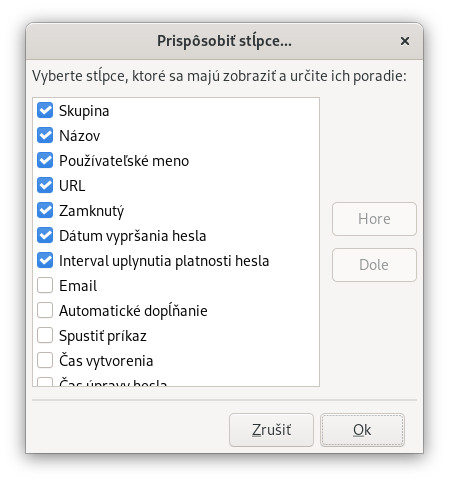 Prispôsobiť stĺpce...
Vyberte stĺpce, ktoré sa majú zobraziť a určite ich poradie:
Skupina
Názov
Používateľské meno
URL
Zamknutý
Dátum vypršania hesla
Interval uplynutia platnosti hesla
Email
Automatické dopĺňanie
Spustiť príkaz
Čas vytvorenia
Čas úpravy hesla
Hore
Dole
Zrušiť
Ok